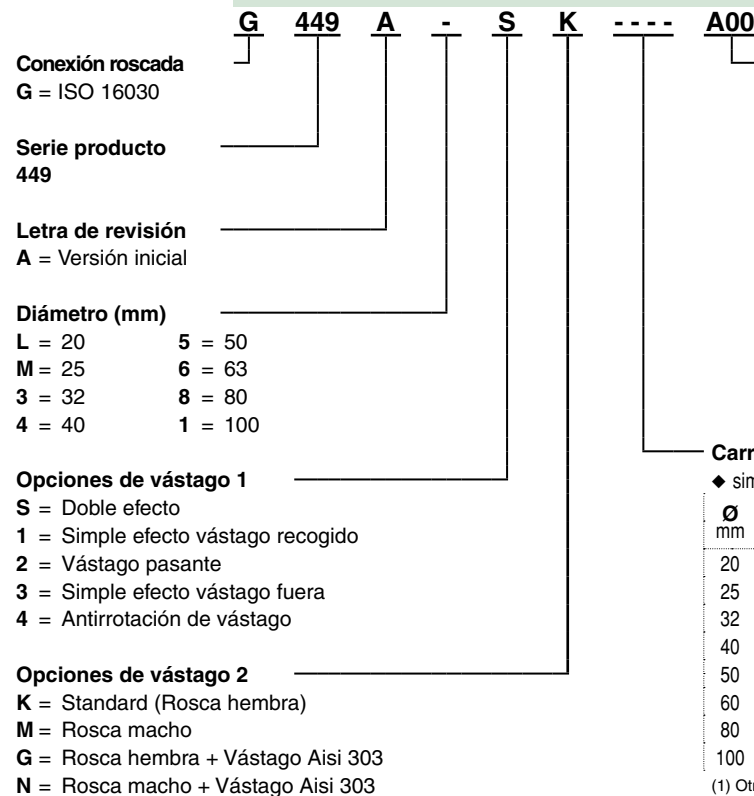 G 449 A - S K - - - - A00
Conexión roscada
G = ISO 16030
Serie producto
449
Letra de revisión
A = Versión inicial
Diámetro (mm)
L = 20 5 = 50
M = 25 6 = 63
3 = 32 8 = 80
4 = 40 1 = 100
Opciones de vástago 1
S = Doble efecto
1 = Simple efecto vástago recogido
2 = Vástago pasante
3 = Simple efecto vástago fuera
4 = Antirrotación de vástago
Opciones de vástago 2
K = Standard (Rosca hembra)
M = Rosca macho
G = Rosca hembra + Vástago Aisi 303
N = Rosca macho + Vástago Aisi 303
Carr
◆ sim
Ø
mm
20
25
32
40
50
60
80
100
(1) Otr